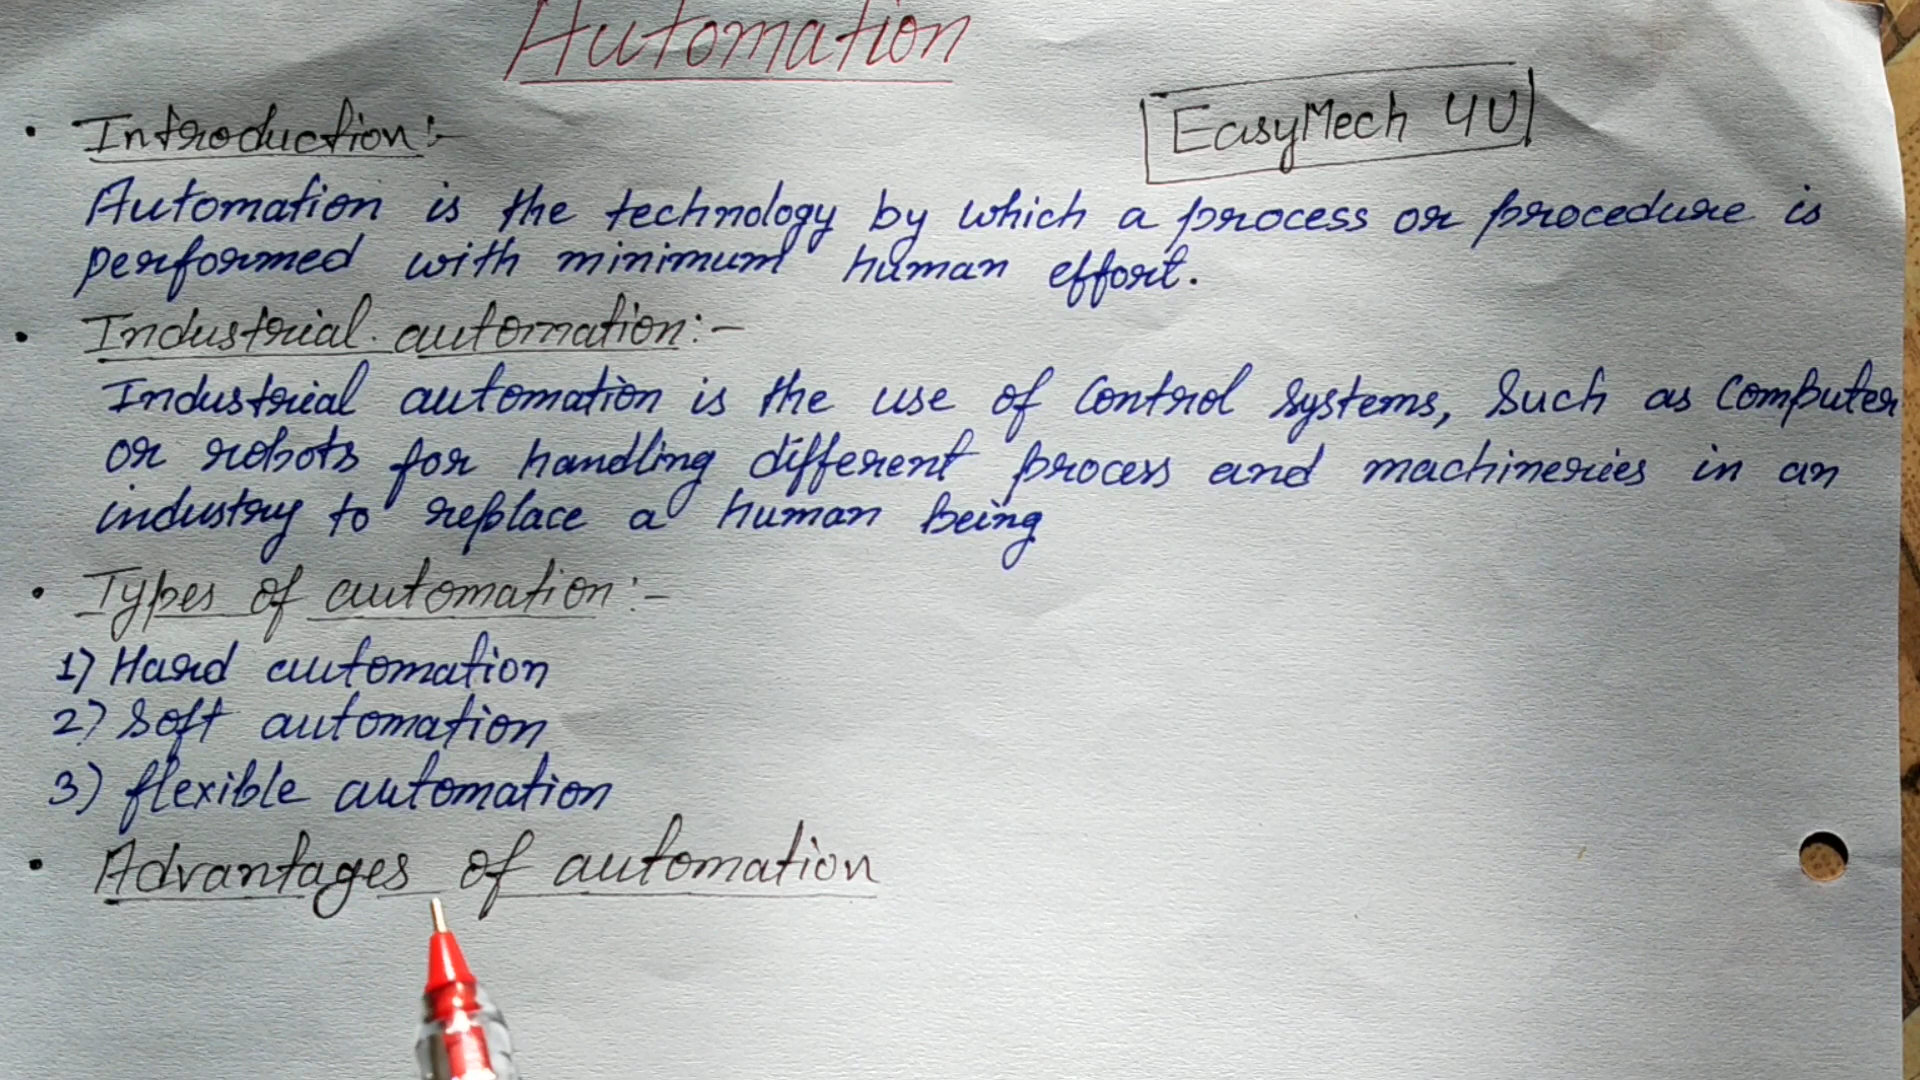 Automation
EasyMech 4U
• Introduction:-
Automation is the technology by which a process or procedure is
performed with minimum human effort.
• Industrial automation:-
Industrial automation is the use of Control Systems, Such as Computer
or robots for handling different process and machineries in an
industry to replace a human being
• Types of automation:-
1) Hard automation
2) Soft automation
3) flexible automation
• Advantages of automation